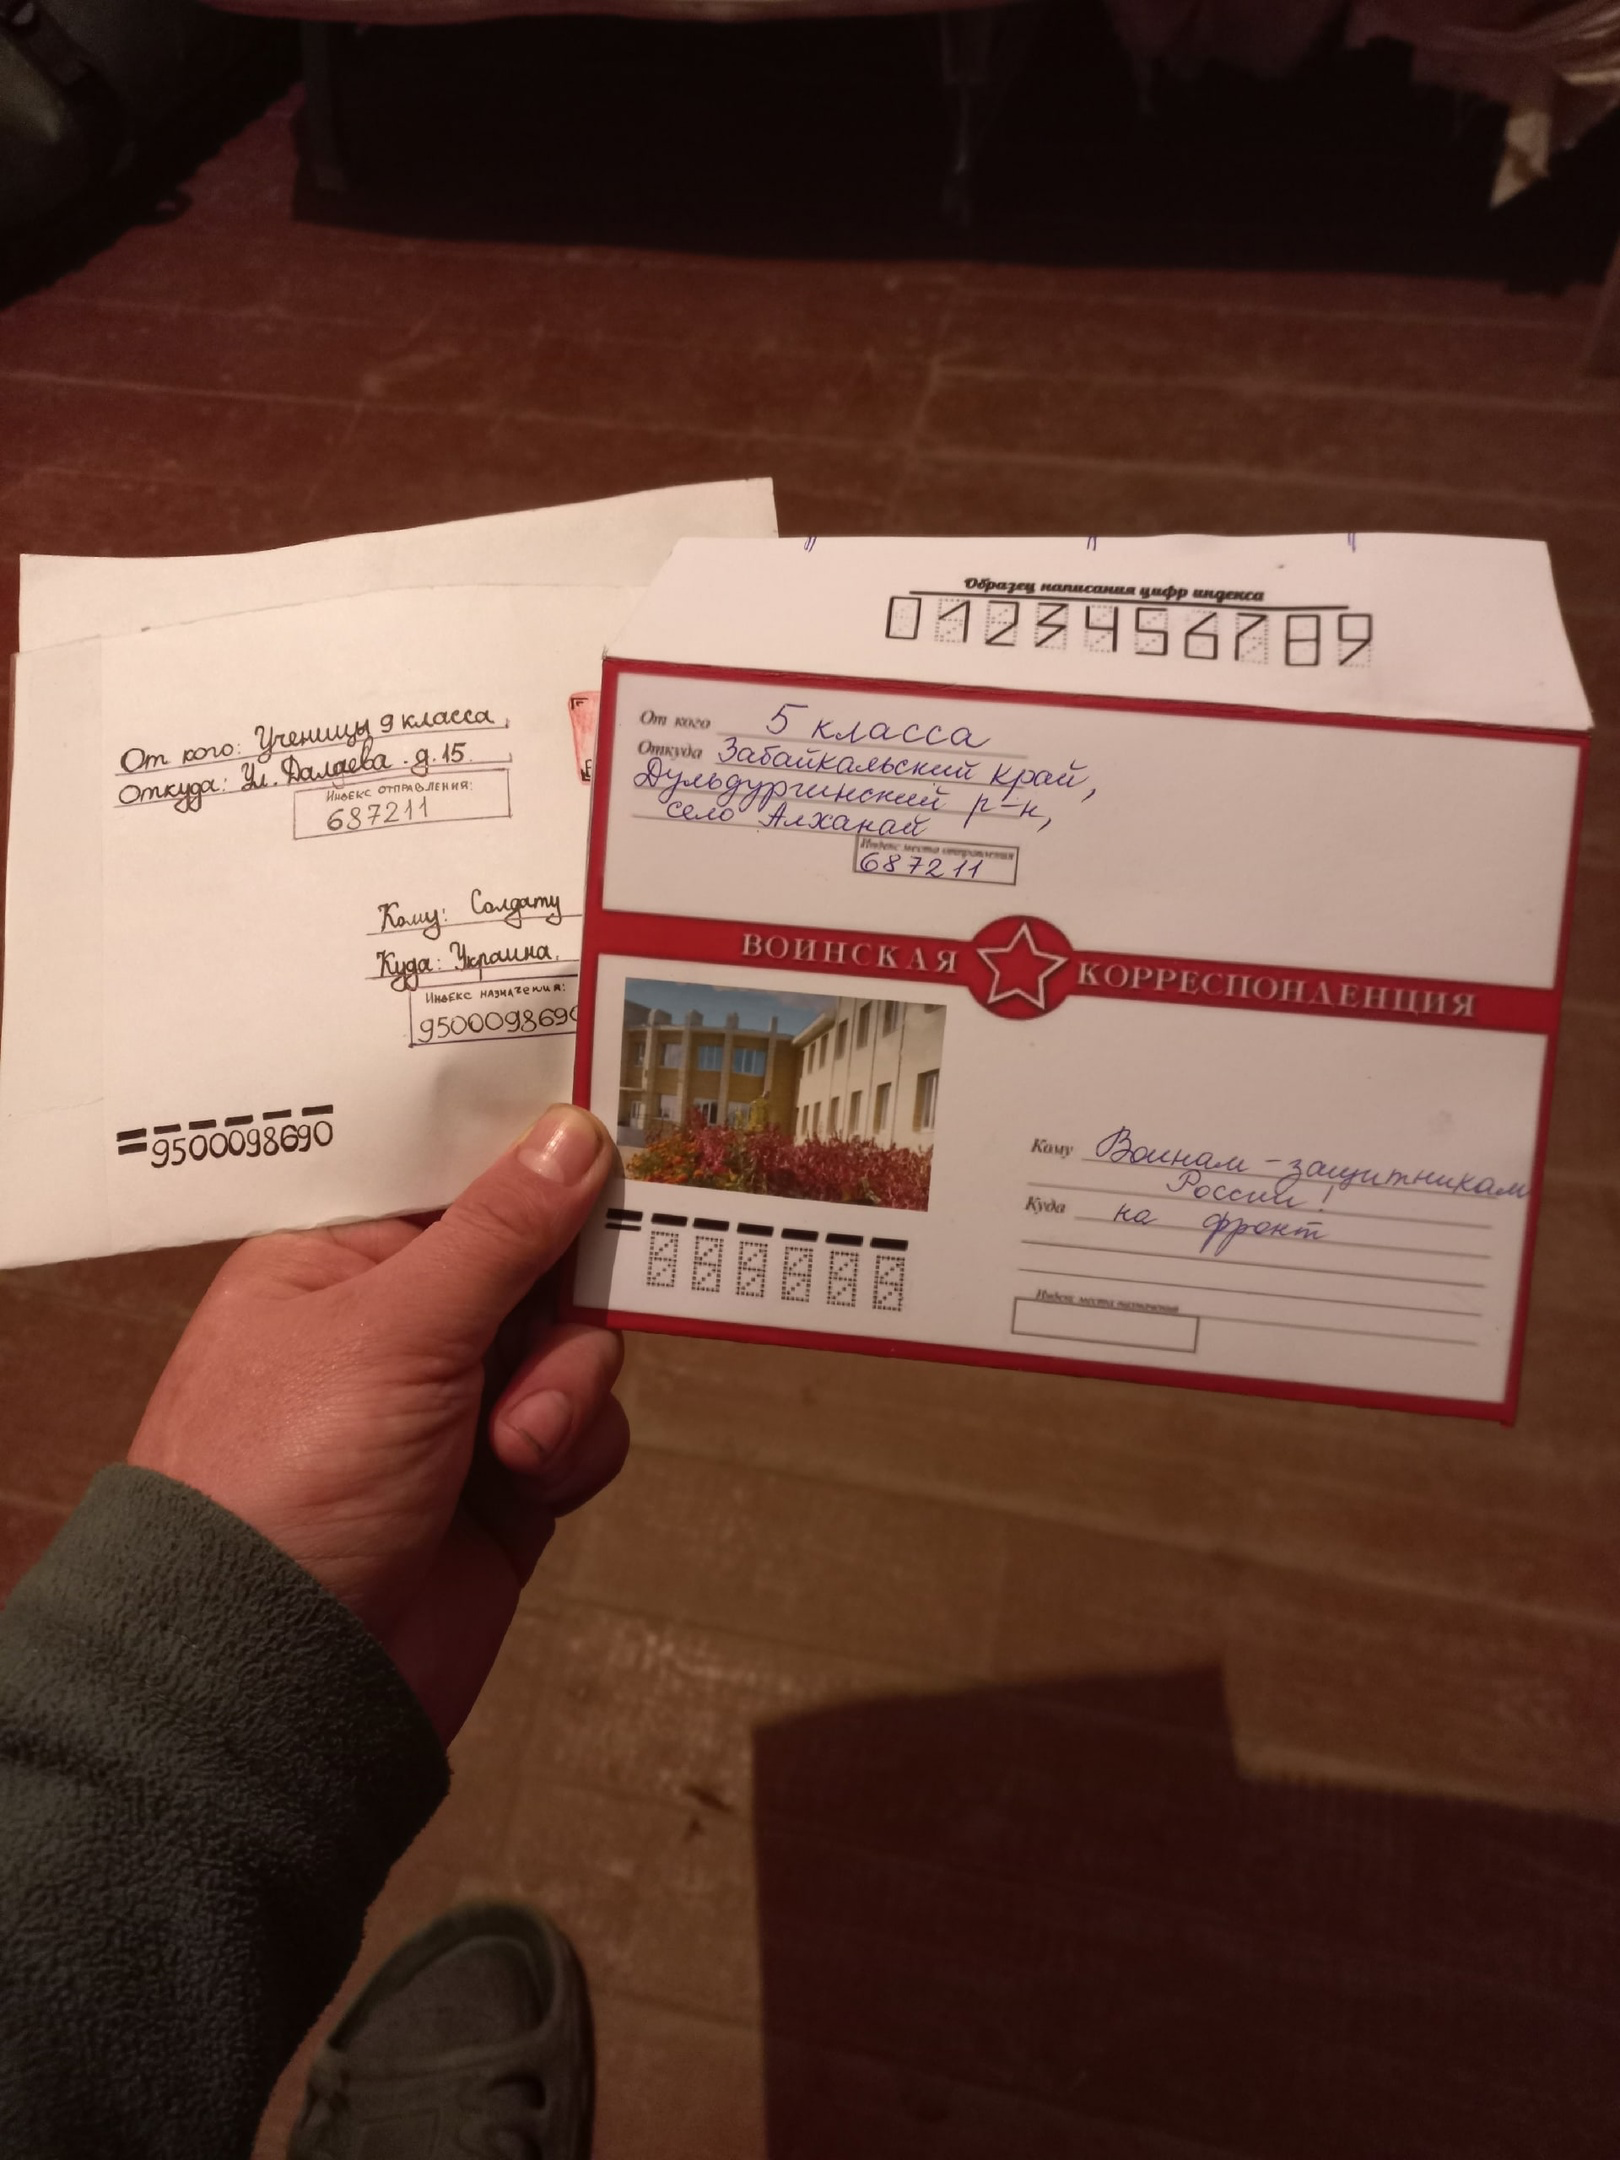 От кого: Ученицы 9 класса
Откуда: Ул. Далаева. д. 15.
Индекс отправления:
687211
Кому: Солдату
Куда: Украина.
Индекс назначения:
9500098690
9500098690
Образец написания цифр индекса
0123456789
От кого 5 класса
Откуда Забайкальский край,
Дульдургинский р-н,
село Алханай
Индекс места отправления
687211
ВОИНСКАЯ КОРРЕСПОНДЕНЦИЯ
Кому Воинам - защитникам
России!
Куда на фронт
Индекс места назначения